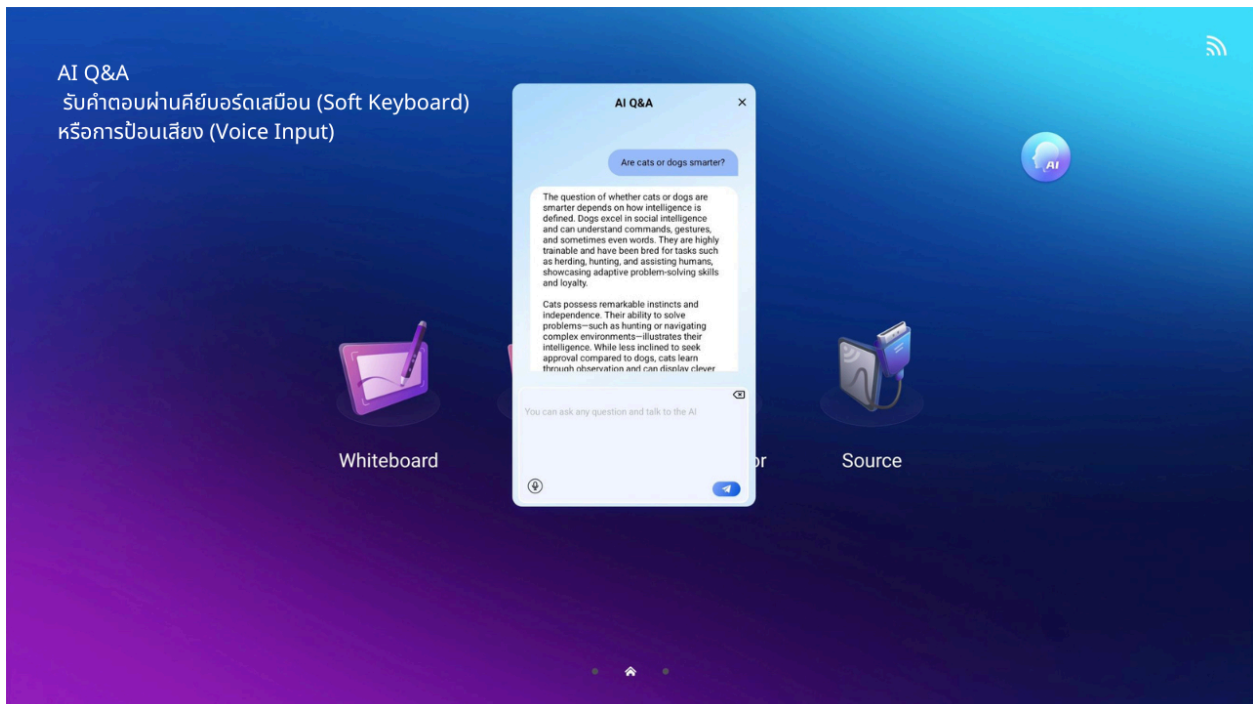 AI Q&A
รับคำตอบผ่านคีย์บอร์ดเสมือน (Soft Keyboard)
หรือการป้อนเสียง (Voice Input)
AI Q&A
Are cats or dogs smarter?
The question of whether cats or dogs are
smarter depends on how intelligence is
defined. Dogs excel in social intelligence
and can understand commands, gestures,
and sometimes even words. They are highly
trainable and have been bred for tasks such
as herding, hunting, and assisting humans,
showcasing adaptive problem-solving skills
and loyalty.
Cats possess remarkable instincts and
independence. Their ability to solve
problems—such as hunting or navigating
complex environments—illustrates their
intelligence. While less inclined to seek
approval compared to dogs, cats learn
through observation and can display clever
You can ask any question and talk to the AI
AI
Whiteboard
or
Source